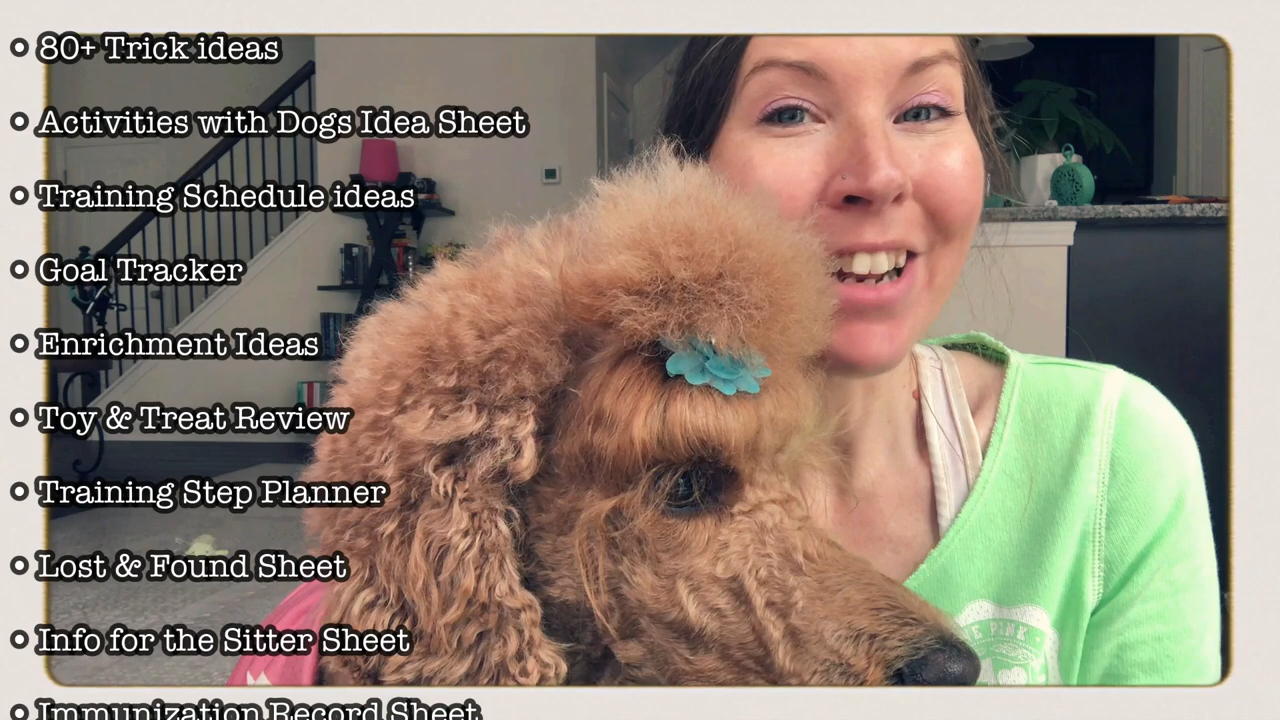 80+ Trick ideas
Activities with Dogs Idea Sheet
Training Schedule ideas
Goal Tracker
Enrichment Ideas
Toy & Treat Review
Training Step Planner
Lost & Found Sheet
Info for the Sitter Sheet
Immunization Record Sheet
PINK